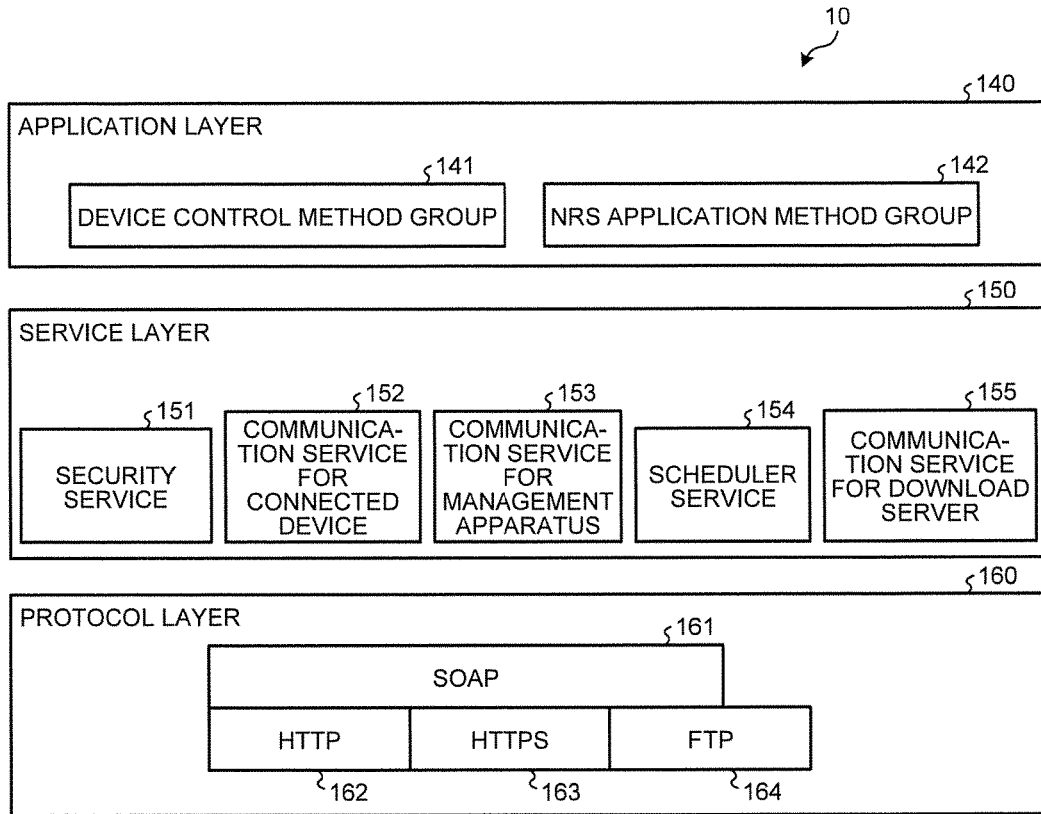 10
140
APPLICATION LAYER
141
142
DEVICE CONTROL METHOD GROUP
NRS APPLICATION METHOD GROUP
150
SERVICE LAYER
151
152
153
154
155
SECURITY
SERVICE
COMMUNICA-
TION SERVICE
FOR
CONNECTED
DEVICE
COMMUNICA-
TION SERVICE
FOR
MANAGEMENT
APPARATUS
SCHEDULER
SERVICE
COMMUNICA-
TION SERVICE
FOR DOWNLOAD
SERVER
160
PROTOCOL LAYER
161
SOAP
HTTP
HTTPS
FTP
162
163
164